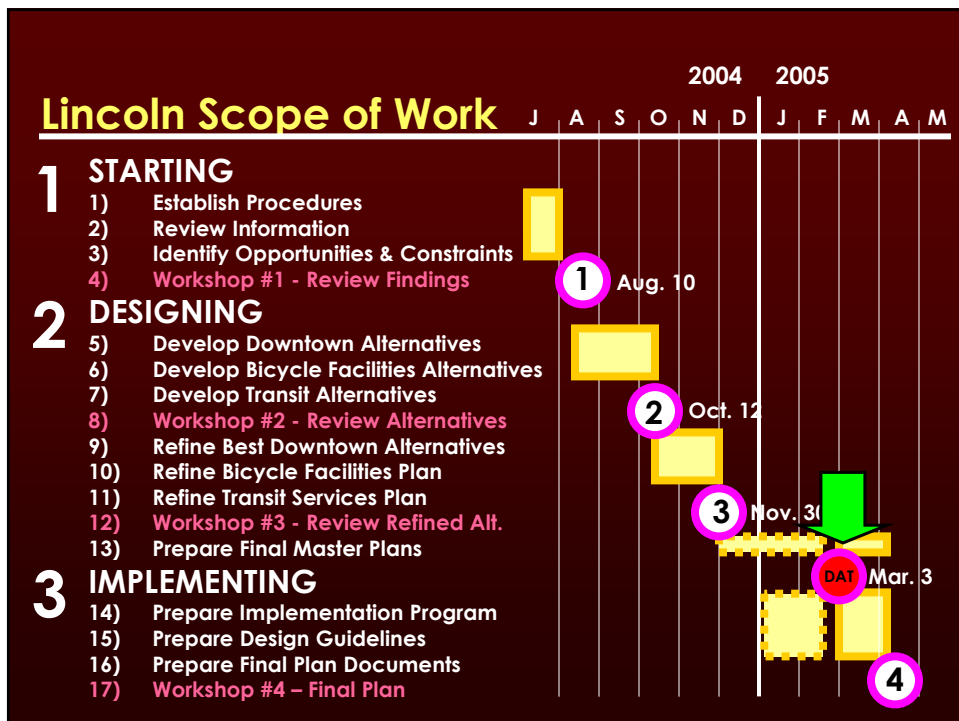 2004 2005
Lincoln Scope of Work J A S O N D J F M A M
1 STARTING
1) Establish Procedures
2) Review Information
3) Identify Opportunities & Constraints
4) Workshop #1 - Review Findings
1 Aug. 10
2 DESIGNING
5) Develop Downtown Alternatives
6) Develop Bicycle Facilities Alternatives
7) Develop Transit Alternatives
8) Workshop #2 - Review Alternatives
2 Oct. 12
9) Refine Best Downtown Alternatives
10) Refine Bicycle Facilities Plan
11) Refine Transit Services Plan
12) Workshop #3 - Review Refined Alt.
3 Nov. 30
13) Prepare Final Master Plans
3 IMPLEMENTING
DAT Mar. 3
14) Prepare Implementation Program
15) Prepare Design Guidelines
16) Prepare Final Plan Documents
17) Workshop #4 – Final Plan
4